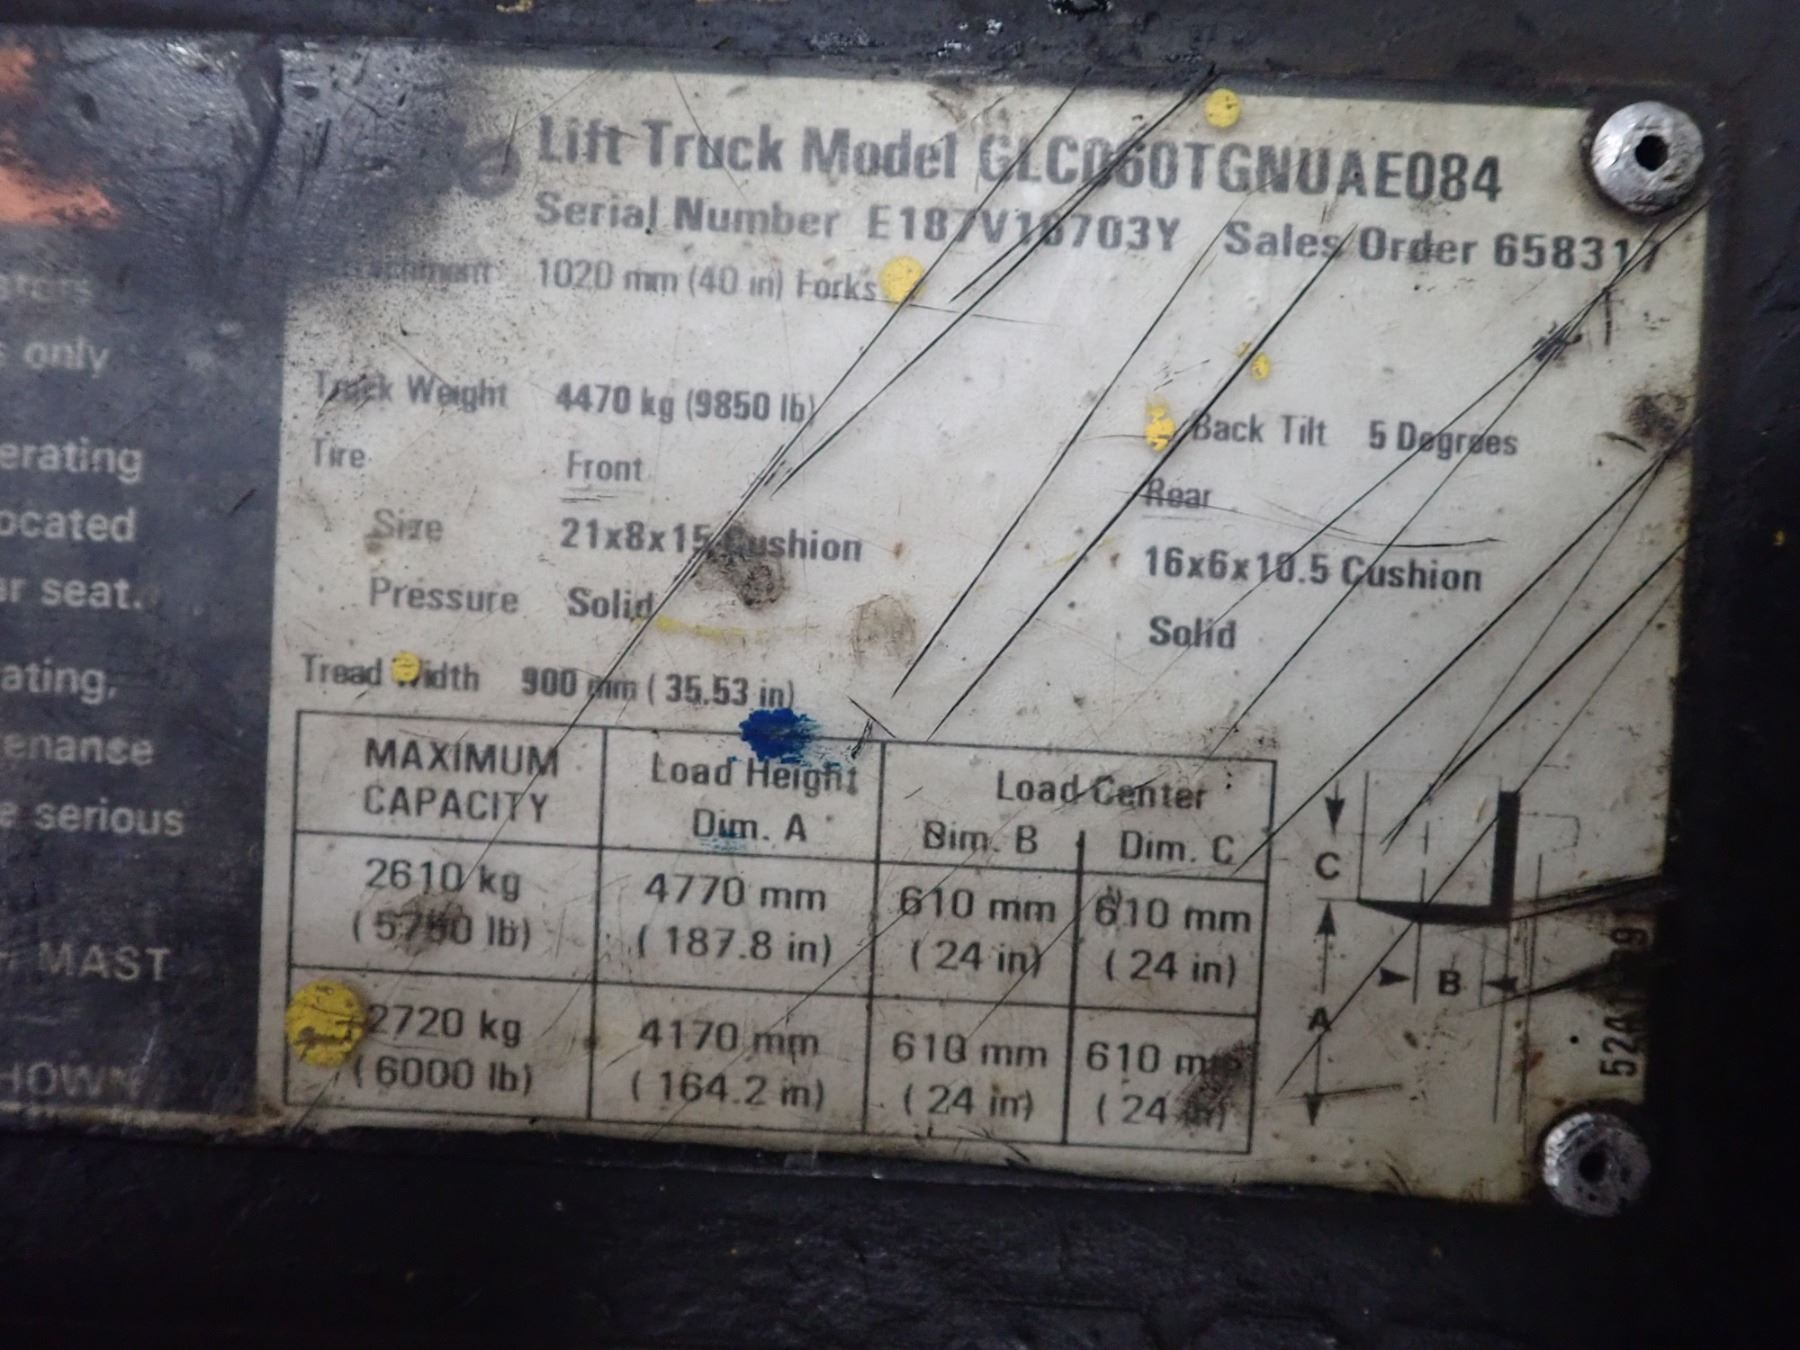 Lift Truck Model GLC060TGNUAE084
Serial Number E187V16703Y Sales Order 658317
Attachment 1020 mm (40 in) Forks
Truck Weight 4470 kg (9850 lb) Back Tilt 5 Degrees
Tire Front Rear
Size 21x8x15 Cushion 16x6x10.5 Cushion
Pressure Solid Solid
Tread Width 900 mm ( 35.53 in)
MAXIMUM CAPACITY Load Height Dim. A Load Center Dim. B Dim. C
2610 kg 4770 mm 610 mm 610 mm
( 5750 lb) ( 187.8 in) ( 24 in) ( 24 in)
2720 kg 4170 mm 610 mm 610 mm
( 6000 lb) ( 164.2 in) ( 24 in) ( 24 in)
C
B
A
only
erating
ocated
seat.
ating,
enance
serious
MAST
HOWN